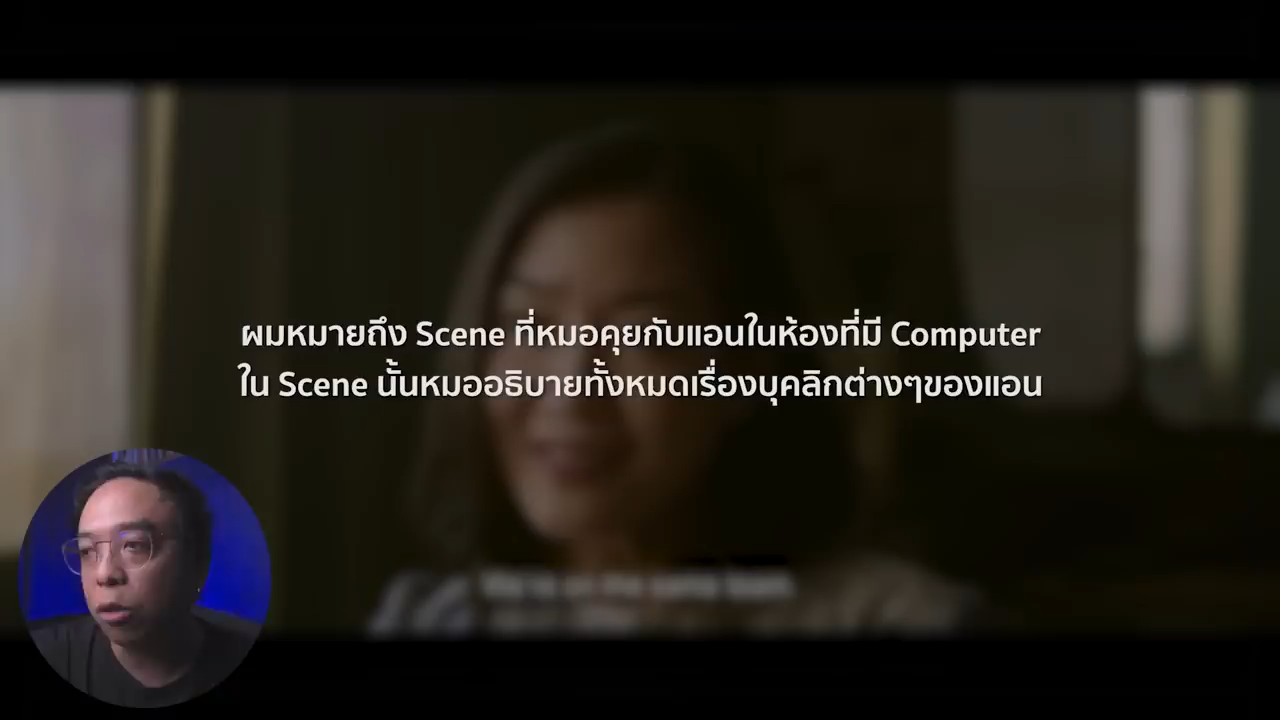 ผมหมายถึง Scene ที่หมอคุยกับแอนในห้องที่มี Computer
ใน Scene นั้นหมออธิบายทั้งหมดเรื่องบุคลิกต่างๆของแอน